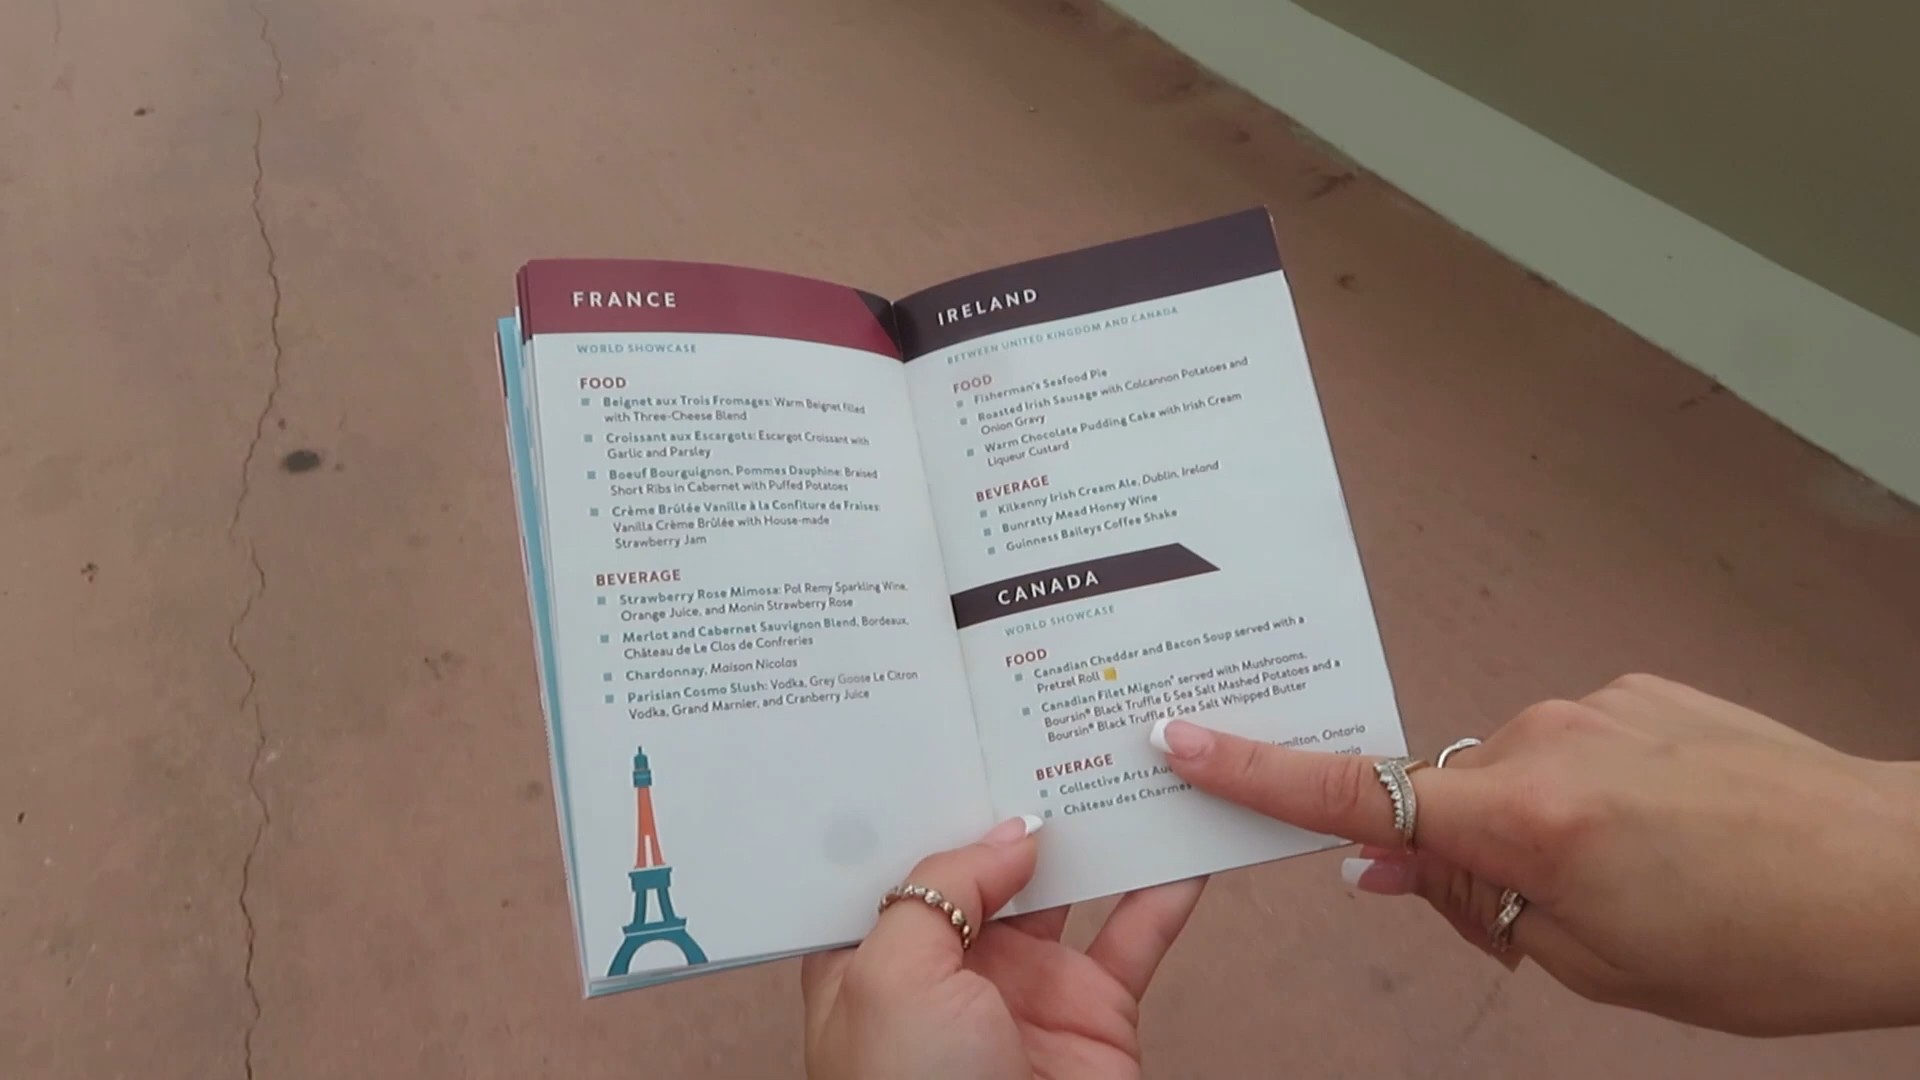 FRANCE
WORLD SHOWCASE
FOOD
Beignet aux Trois Fromages: Warm Beignet filled
with Three-Cheese Blend
Croissant aux Escargots: Escargot Croissant with
Garlic and Parsley
Boeuf Bourguignon, Pommes Dauphine: Braised
Short Ribs in Cabernet with Puffed Potatoes
Crème Brûlée Vanille à la Confiture de Fraises:
Vanilla Crème Brûlée with House-made
Strawberry Jam
BEVERAGE
Strawberry Rose Mimosa: Pol Remy Sparkling Wine,
Orange Juice, and Monin Strawberry Rose
Merlot and Cabernet Sauvignon Blend, Bordeaux,
Château de Le Clos de Confreries
Chardonnay, Maison Nicolas
Parisian Cosmo Slush: Vodka, Grey Goose Le Citron
Vodka, Grand Marnier, and Cranberry Juice
IRELAND
BETWEEN UNITED KINGDOM AND CANADA
FOOD
Fisherman's Seafood Pie
Roasted Irish Sausage with Colcannon Potatoes and
Onion Gravy
Warm Chocolate Pudding Cake with Irish Cream
Liqueur Custard
BEVERAGE
Kilkenny Irish Cream Ale, Dublin, Ireland
Bunratty Mead Honey Wine
Guinness Baileys Coffee Shake
CANADA
WORLD SHOWCASE
FOOD
Canadian Cheddar and Bacon Soup served with a
Pretzel Roll
Canadian Filet Mignon* served with Mushrooms,
Boursin® Black Truffle & Sea Salt Mashed Potatoes and a
Boursin® Black Truffle & Sea Salt Whipped Butter
BEVERAGE
Collective Arts Ontario
Château des Charmes